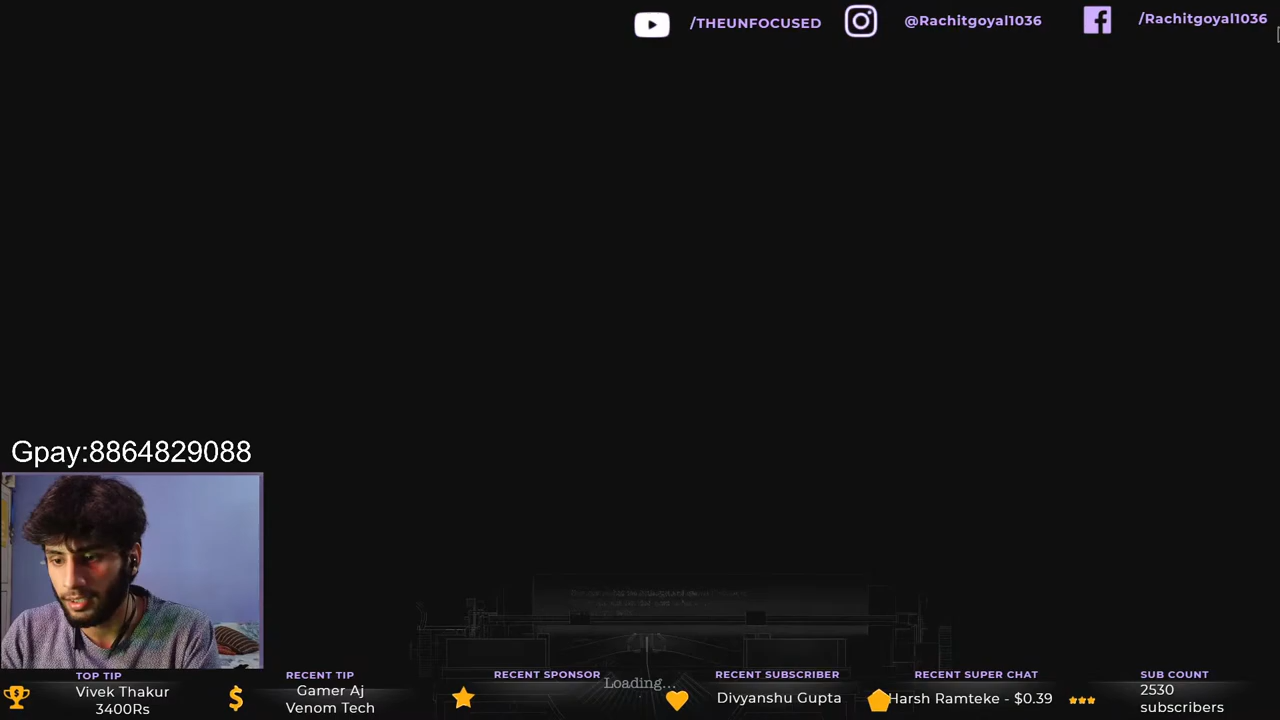 /THEUNFOCUSED @Rachitgoyal1036 /Rachitgoyal1036
Gpay:8864829088
Loading...
TOP TIP
Vivek Thakur
3400Rs
RECENT TIP
Gamer Aj
Venom Tech
RECENT SPONSOR
RECENT SUBSCRIBER
Divyanshu Gupta
RECENT SUPER CHAT
Harsh Ramteke - $0.39
SUB COUNT
2530
subscribers